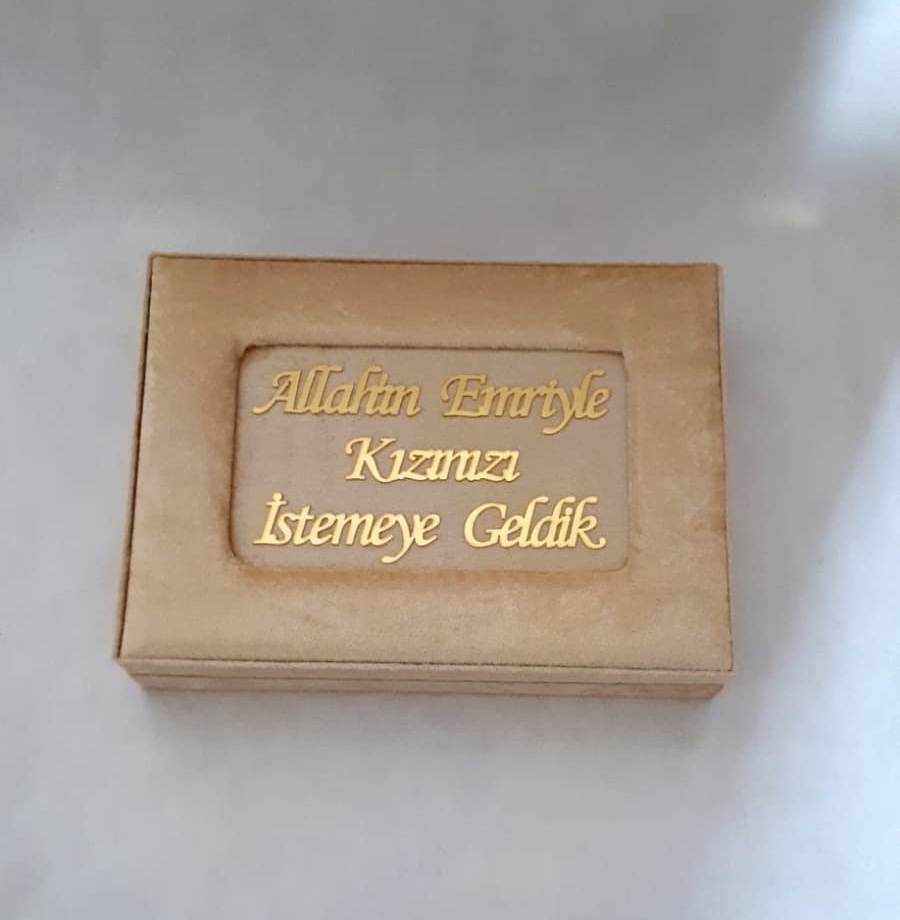 Allahın Emriyle
Kızınızı
İstemeye Geldik